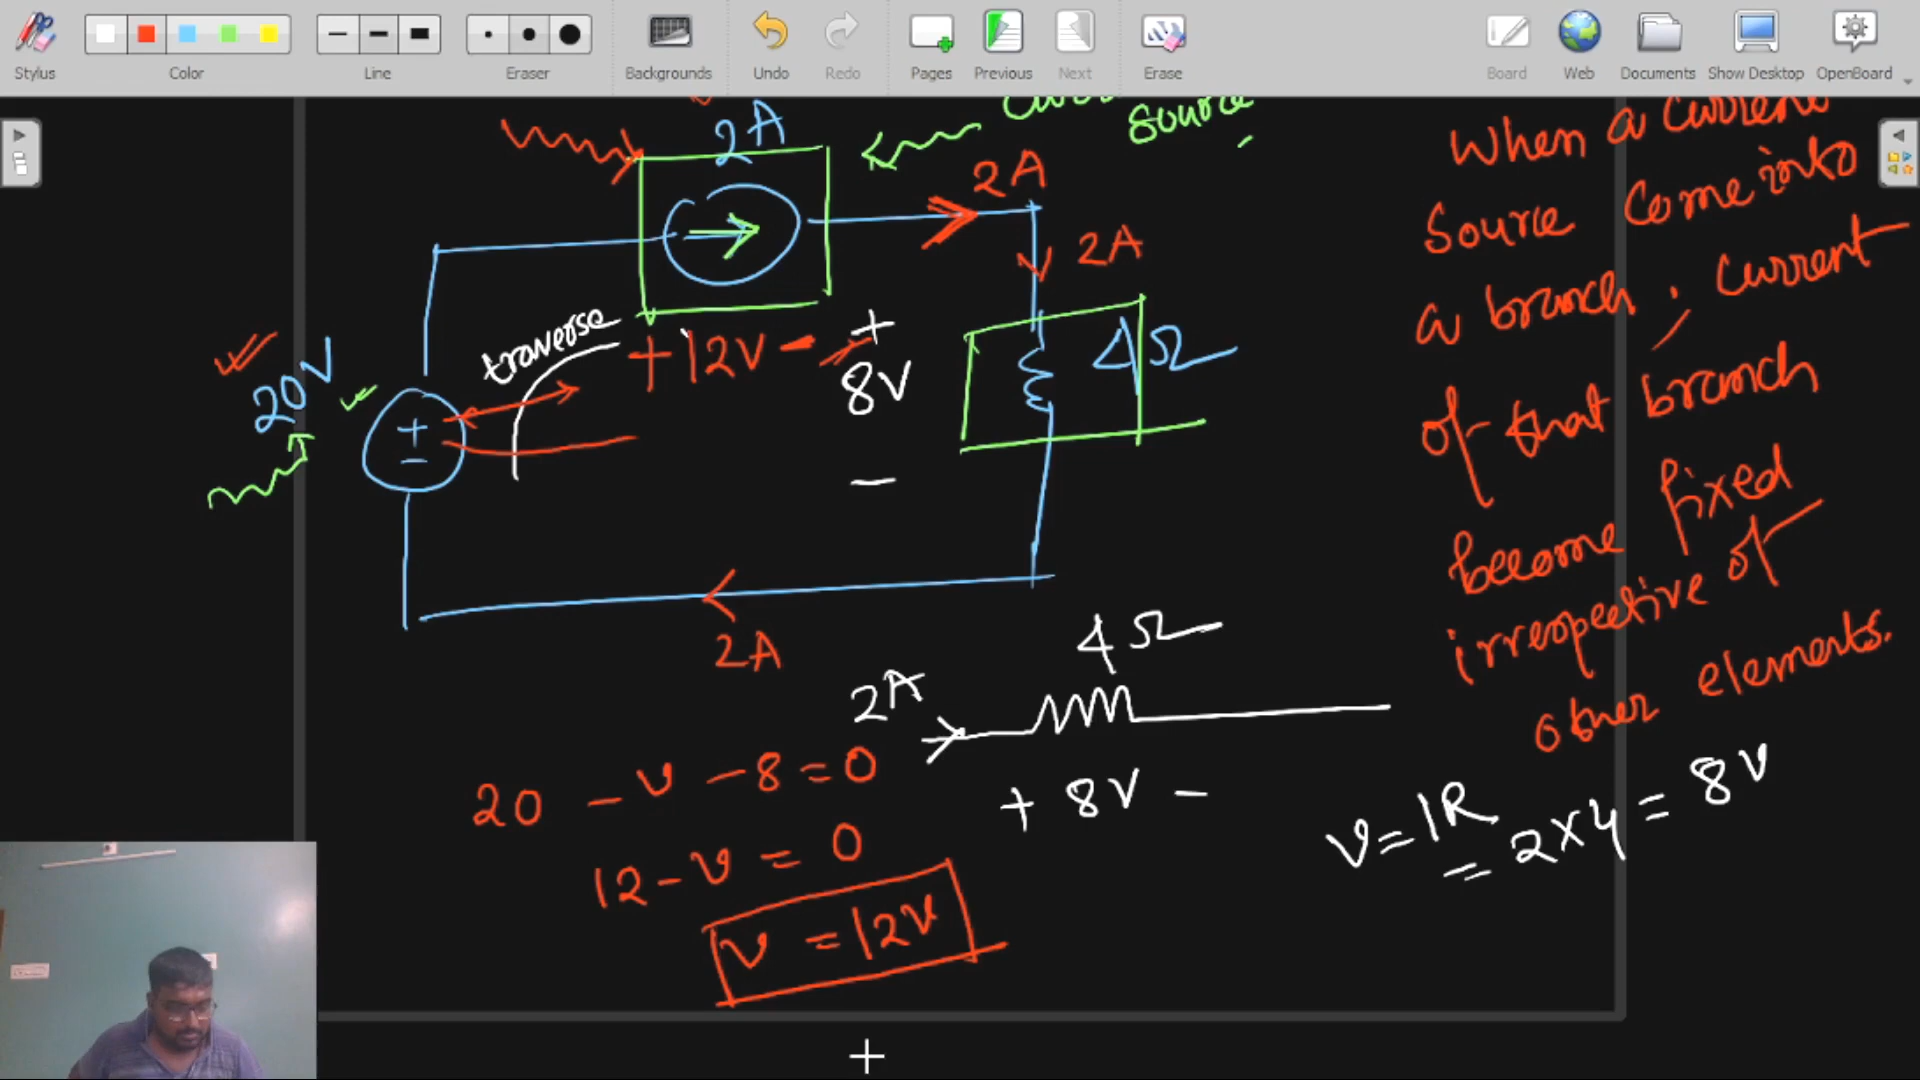 Stylus
Color
Line
Eraser
Backgrounds
Undo
Redo
Pages
Previous
Next
Erase
Board
Web
Documents
Show Desktop
OpenBoard
2A
Source
2A
2A
20V
traverse
+ 12V -
+
8V
-
4Ω
+
-
2A
When a current
Source come into
a branch, current
of that branch
become fixed
irrespective of
other elements.
4Ω
2A
+ 8V -
20 - v - 8 = 0
12 - v = 0
v = 12V
v = IR
= 2 x 4 = 8V